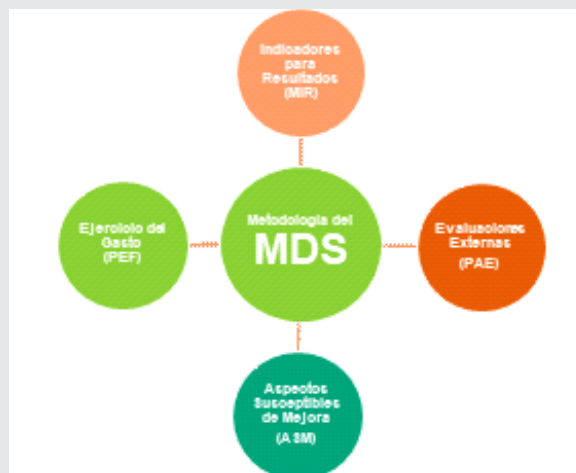 Indicadores
para
Resultados
(MIR)
Ejercicio del
Gasto
(PEF)
Metodología del
MDS
Evaluaciones
Externas
(PAE)
Aspectos
Susceptibles
de Mejora
(ASM)